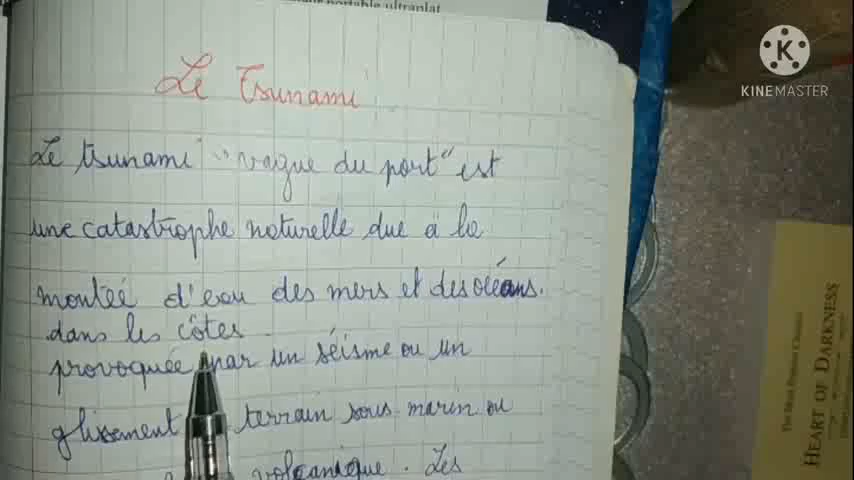 portable ultraplat
K
KINEMASTER
Le Tsunami
Le tsunami "vague du port" est
une catastrophe naturelle due à la
montée d'eau des mers et des océans.
dans les côtes
provoquée par un séisme ou un
glissement terrain sous-marin ou
volcanique. Les
HEART OF DARKNESS